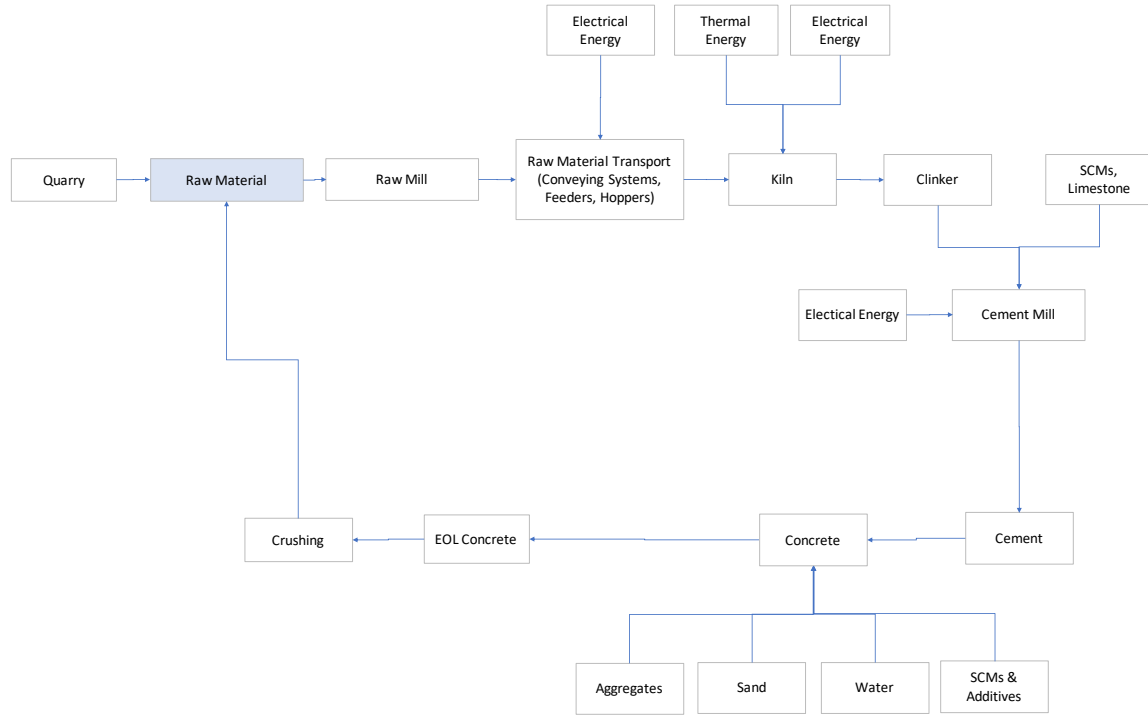 Electrical
Energy
Thermal
Energy
Electrical
Energy
Quarry
Raw Material
Raw Mill
Raw Material Transport
(Conveying Systems,
Feeders, Hoppers)
Kiln
Clinker
SCMs,
Limestone
Electical Energy
Cement Mill
Crushing
EOL Concrete
Concrete
Cement
Aggregates
Sand
Water
SCMs &
Additives